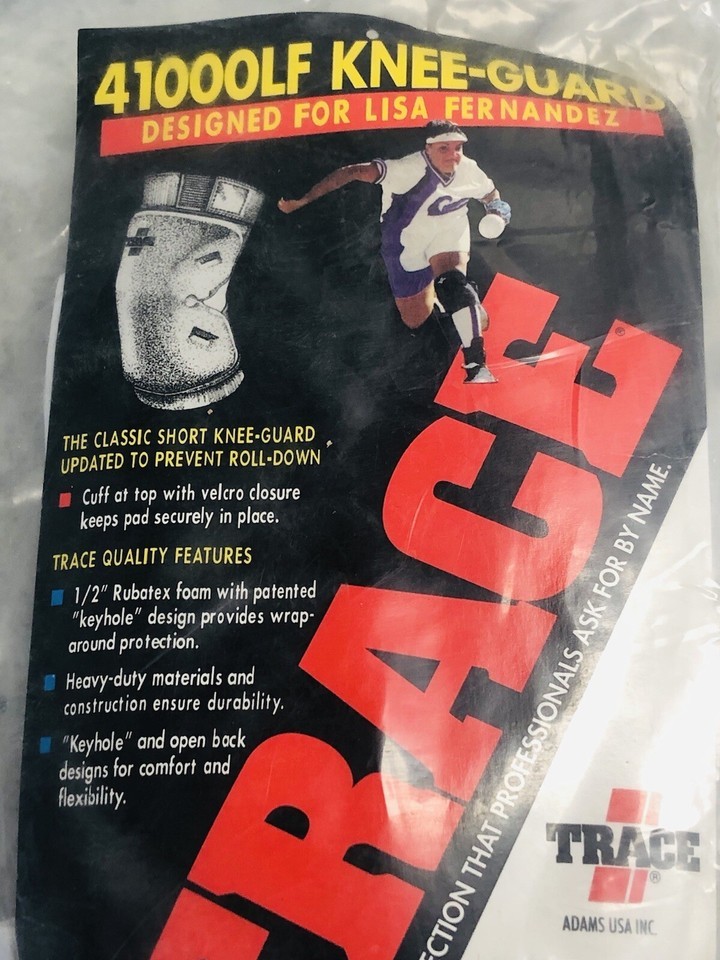 41000LF KNEE-GUARD
DESIGNED FOR LISA FERNANDEZ
THE CLASSIC SHORT KNEE-GUARD
UPDATED TO PREVENT ROLL-DOWN
Cuff at top with velcro closure
keeps pad securely in place.
TRACE QUALITY FEATURES
1/2" Rubatex foam with patented
"keyhole" design provides wrap-
around protection.
Heavy-duty materials and
construction ensure durability.
"Keyhole" and open back
designs for comfort and
flexibility.
TRACE®
ECTION THAT PROFESSIONALS ASK FOR BY NAME.
TRACE®
ADAMS USA INC.